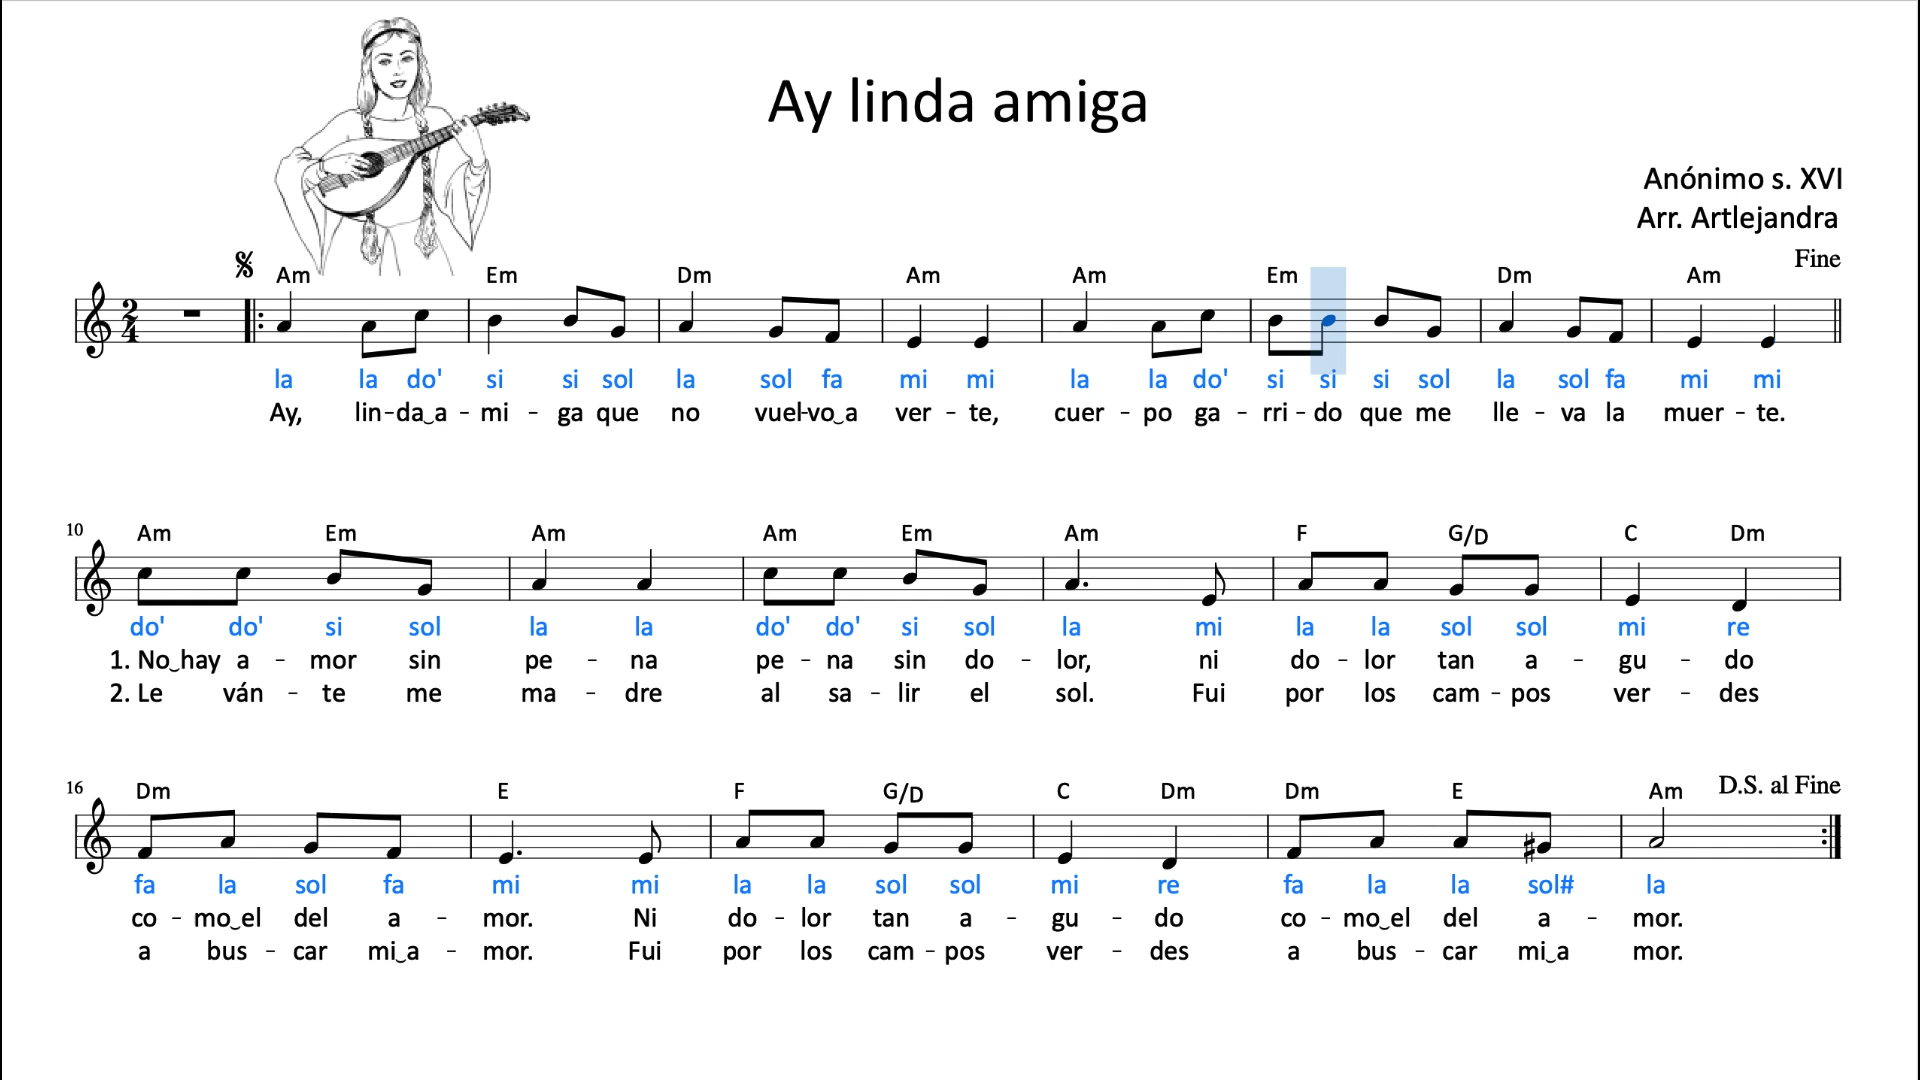 Ay linda amiga
Anónimo s. XVI
Arr. Artlejandra
Fine
Am Em Dm Am Am Em Dm Am
2
4
la la do' si si sol la sol fa mi mi la la do' si si si sol la sol fa mi mi
Ay, lin-da‿a - mi - ga que no vuel-vo‿a ver - te, cuer - po ga - rri - do que me lle - va la muer - te.
10
Am Em Am Am Em Am F G/D C Dm
do' do' si sol la la do' do' si sol la mi la la sol sol mi re
1. No‿hay a - mor sin pe - na pe - na sin do - lor, ni do - lor tan a - gu - do
2. Le ván - te me ma - dre al sa - lir el sol. Fui por los cam - pos ver - des
16
Dm E F G/D C Dm Dm E Am D.S. al Fine
fa la sol fa mi mi la la sol sol mi re fa la la sol# la
co - mo‿el del a - mor. Ni do - lor tan a - gu - do co - mo‿el del a - mor.
a bus - car mi‿a - mor. Fui por los cam - pos ver - des a bus - car mi‿a mor.